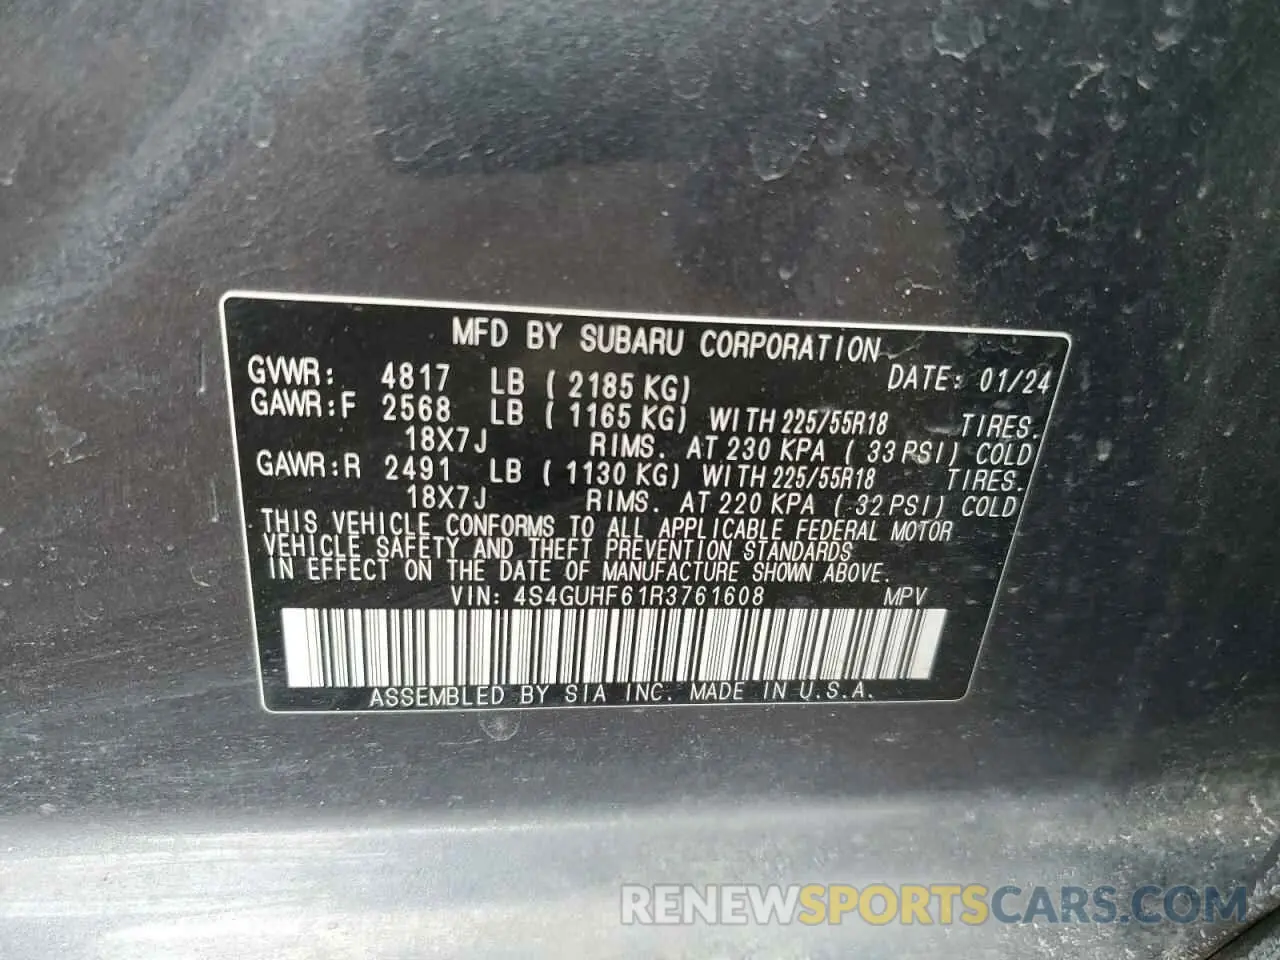 MFD BY SUBARU CORPORATION
GVWR: 4817 LB ( 2185 KG) DATE: 01/24
GAWR:F 2568 LB ( 1165 KG) WITH 225/55R18 TIRES.
18X7J RIMS. AT 230 KPA ( 33 PSI) COLD
GAWR:R 2491 LB ( 1130 KG) WITH 225/55R18 TIRES.
18X7J RIMS. AT 220 KPA ( 32 PSI) COLD
THIS VEHICLE CONFORMS TO ALL APPLICABLE FEDERAL MOTOR
VEHICLE SAFETY AND THEFT PREVENTION STANDARDS
IN EFFECT ON THE DATE OF MANUFACTURE SHOWN ABOVE.
VIN: 4S4GUHF61R3761608 MPV
ASSEMBLED BY SIA INC. MADE IN U.S.A.
RENEWSPORTSCARS.COM